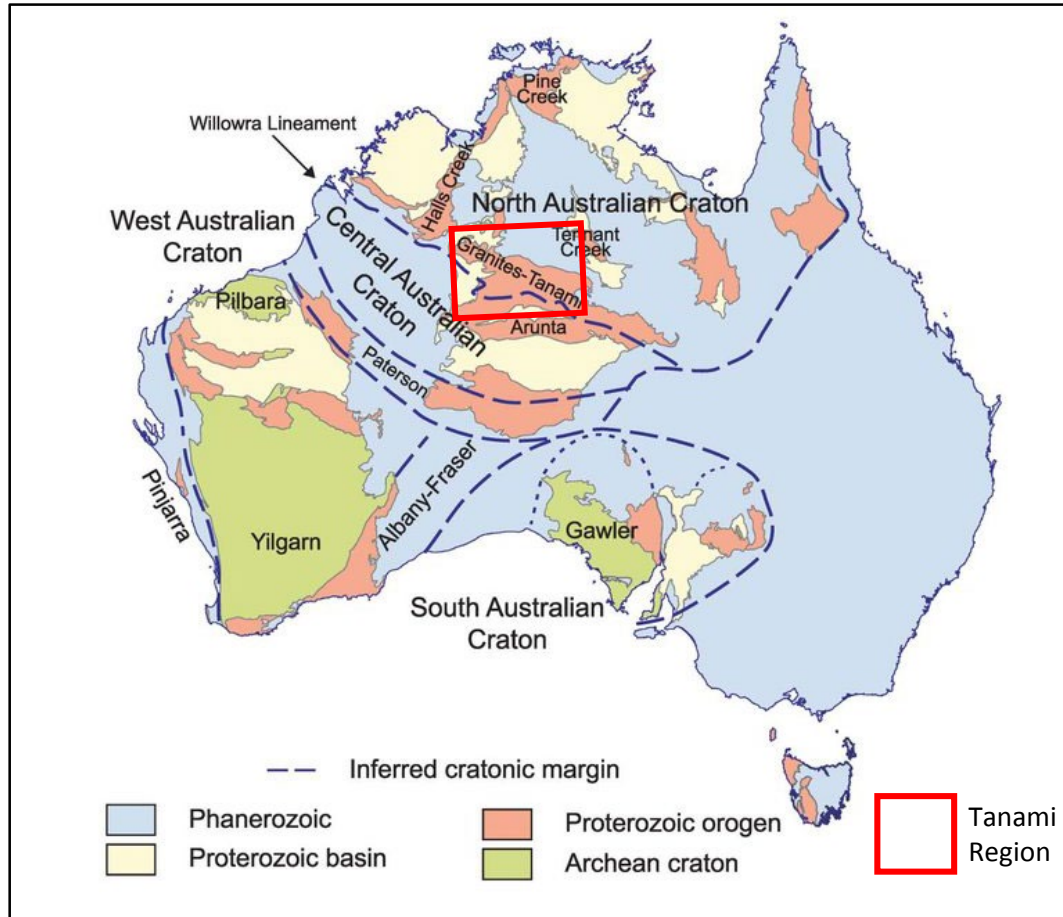 Pine
Creek
Willowra Lineament
Halls Creek
North Australian Craton
West Australian
Craton
Tennant
Creek
Central Australian
Craton
Granites-Tanami
Pilbara
Arunta
Paterson
Albany-Fraser
Pinjarra
Yilgarn
Gawler
South Australian
Craton
Inferred cratonic margin
Phanerozoic
Proterozoic orogen
Proterozoic basin
Archean craton
Tanami
Region